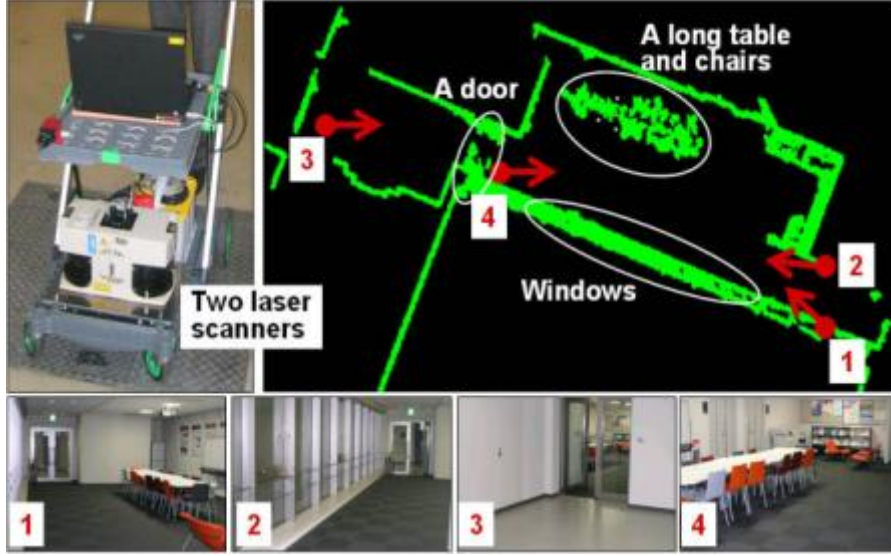 Two laser
scanners
A long table
and chairs
A door
3
4
Windows
2
1
1
2
3
4